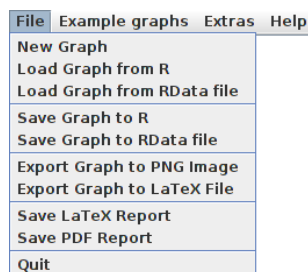 File Example graphs Extras Help
New Graph
Load Graph from R
Load Graph from RData file
Save Graph to R
Save Graph to RData file
Export Graph to PNG Image
Export Graph to LaTeX File
Save LaTeX Report
Save PDF Report
Quit